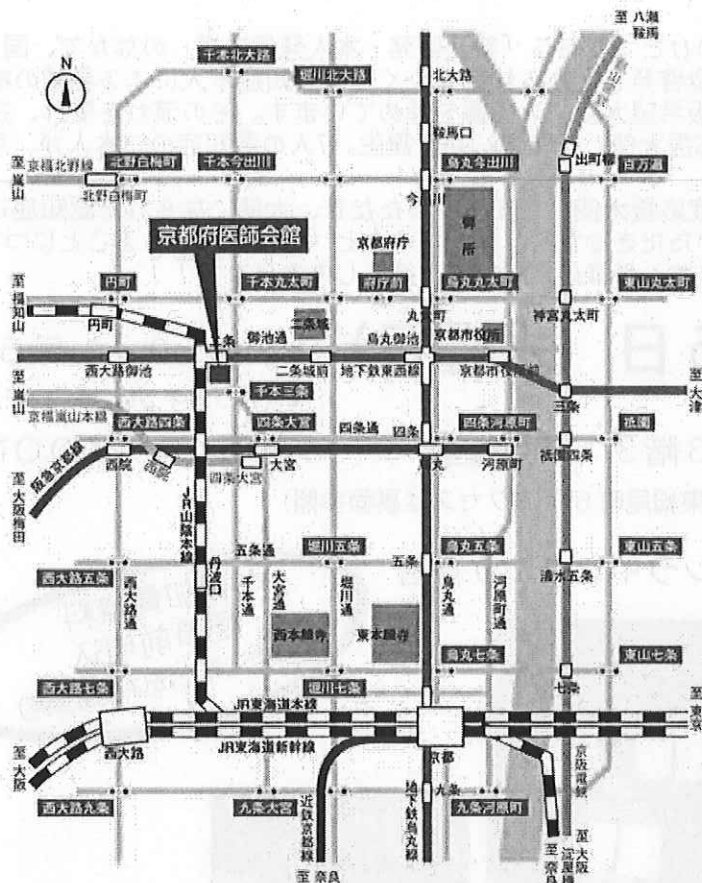 至 八瀬
鞍馬
千本北大路
堀川北大路
北大路
N
鞍馬口
出町柳
至 嵐山
京福北野線
北野白梅町
千本今出川
烏丸今出川
百万遍
北野白梅町
今出川
京都府医師会館
京都府庁
御所
円町
千本丸太町
府庁前
烏丸丸太町
東山丸太町
至 福知山
円町
二条城
丸太町
神宮丸太町
二条
御池通
烏丸御池
京都市役所
西大路御池
二条城前
地下鉄東西線
京都市役所前
至 嵐山
千本三条
三条
至 大津
京福嵐山本線
西大路四条
四条大宮
四条通
四条
四条河原町
祇園
阪急京都線
西院
西院
四条大宮
大宮
烏丸
河原町
祇園四条
至 大阪梅田
JR山陰本線
丹波口
五条通
堀川五条
五条
烏丸五条
清水五条
東山五条
西大路五条
西大路通
千本通
大宮通
堀川通
烏丸通
河原町通
西本願寺
東本願寺
西大路七条
堀川七条
烏丸七条
七条
東山七条
JR東海道本線
至 東京
JR東海道新幹線
西大路
京都
至 大阪
京阪電線
西大路九条
九条大宮
近鉄京都線
地下鉄烏丸線
九条
九条河原町
至 奈良
至 奈良
至 大阪
淀屋橋